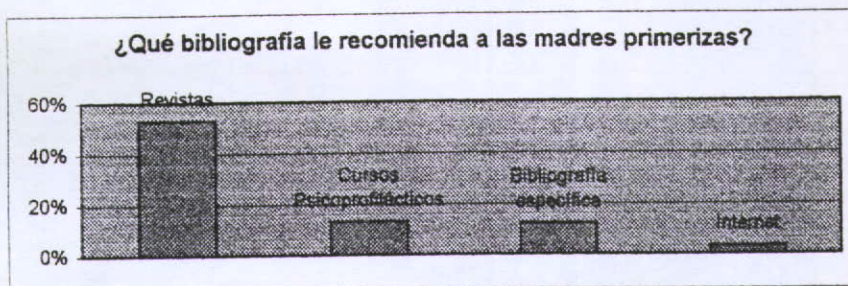 ¿Qué bibliografía le recomienda a las madres primerizas?
60%
40%
20%
0%
Revistas
Cursos
Psicoprofilácticos
Bibliografía
específica
Internet